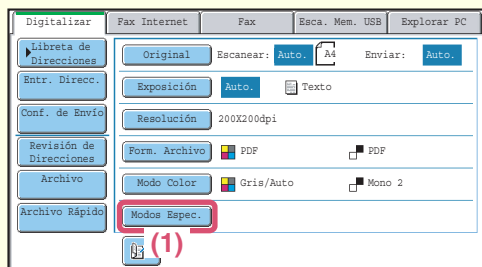 Digitalizar Fax Internet Fax Esca. Mem. USB Explorar PC
Libreta de
Direcciones
Original Escanear: Auto. A4 Enviar: Auto.
Entr. Direcc.
Exposición Auto. Texto
Conf. de Envío
Resolución 200X200dpi
Revisión de
Direcciones
Form. Archivo PDF PDF
Archivo
Modo Color Gris/Auto Mono 2
Archivo Rápido
Modos Espec.
(1)